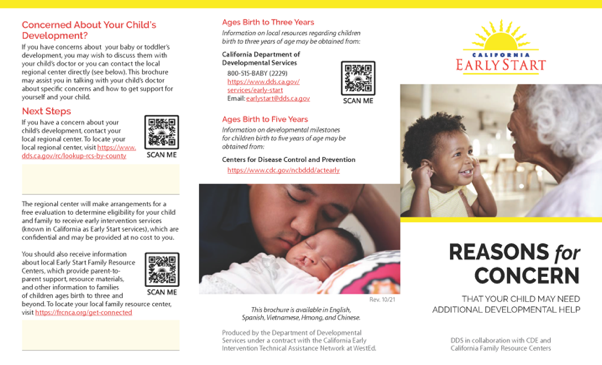 Concerned About Your Child's
Development?
If you have concerns about your baby or toddler's
development, you may wish to discuss them with
your child's doctor or you can contact the local
regional center directly (see below). This brochure
may assist you in talking with your child's doctor
about specific concerns and how to get support for
yourself and your child.
Next Steps
If you have a concern about your
child's development, contact your
local regional center. To locate your
local regional center, visit https://www.
dds.ca.gov/rc/lookup-rcs-by-county
SCAN ME
The regional center will make arrangements for a
free evaluation to determine eligibility for your child
and family to receive early intervention services
(known in California as Early Start services), which are
confidential and may be provided at no cost to you.
You should also receive information
about local Early Start Family Resource
Centers, which provide parent-to-
parent support, resource materials,
and other information to families
of children ages birth to three and
beyond. To locate your local family resource center,
visit https://frcnca.org/get-connected
SCAN ME
Ages Birth to Three Years
Information on local resources regarding children
birth to three years of age may be obtained from:
California Department of
Developmental Services
800-515-BABY (2229)
https://www.dds.ca.gov/
services/early-start
Email: earlystart@dds.ca.gov
SCAN ME
Ages Birth to Five Years
Information on developmental milestones
for children birth to five years of age may be
obtained from:
Centers for Disease Control and Prevention
https://www.cdc.gov/ncbddd/actearly
Rev. 10/21
This brochure is available in English,
Spanish, Vietnamese, Hmong, and Chinese.
Produced by the Department of Developmental
Services under a contract with the California Early
Intervention Technical Assistance Network at WestEd.
CALIFORNIA
EARLY START
REASONS for
CONCERN
THAT YOUR CHILD MAY NEED
ADDITIONAL DEVELOPMENTAL HELP
DDS in collaboration with CDE and
California Family Resource Centers